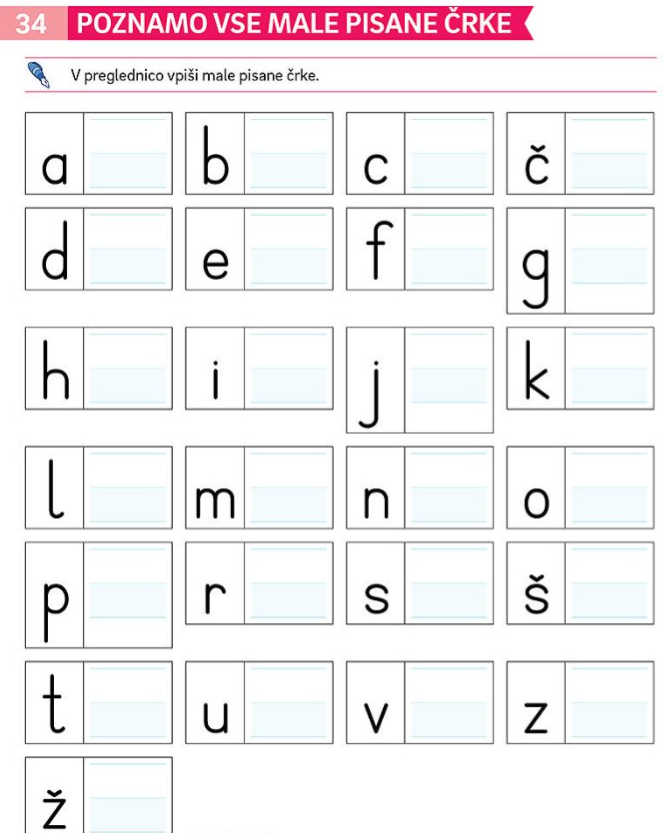 34 POZNAMO VSE MALE PISANE ČRKE
V preglednico vpiši male pisane črke.
a b c č
d e f g
h i j k
l m n o
p r s š
t u v z
ž